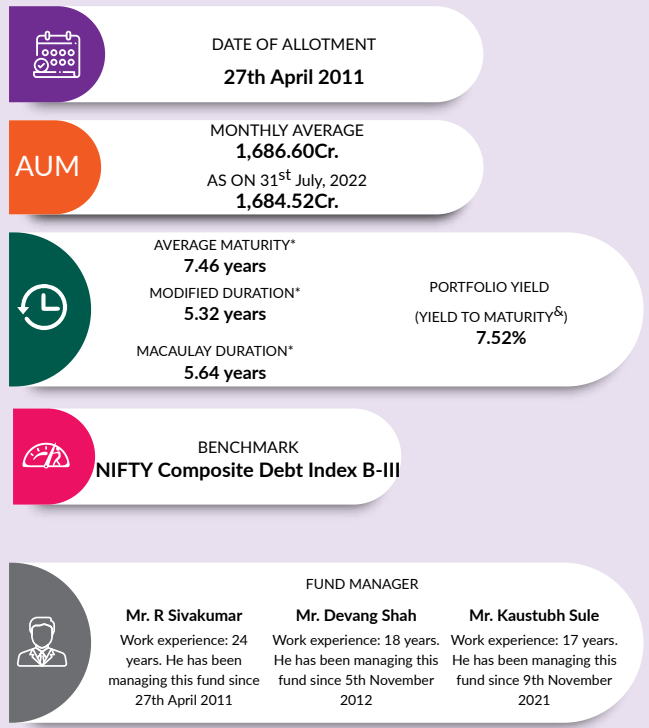 DATE OF ALLOTMENT
27th April 2011
AUM
MONTHLY AVERAGE
1,686.60Cr.
AS ON 31st July, 2022
1,684.52Cr.
AVERAGE MATURITY*
7.46 years
MODIFIED DURATION*
5.32 years
MACAULAY DURATION*
5.64 years
PORTFOLIO YIELD
(YIELD TO MATURITY&)
7.52%
BENCHMARK
NIFTY Composite Debt Index B-III
FUND MANAGER
Mr. R Sivakumar
Work experience: 24
years. He has been
managing this fund since
27th April 2011
Mr. Devang Shah
Work experience: 18 years.
He has been managing this
fund since 5th November
2012
Mr. Kaustubh Sule
Work experience: 17 years.
He has been managing this
fund since 9th November
2021